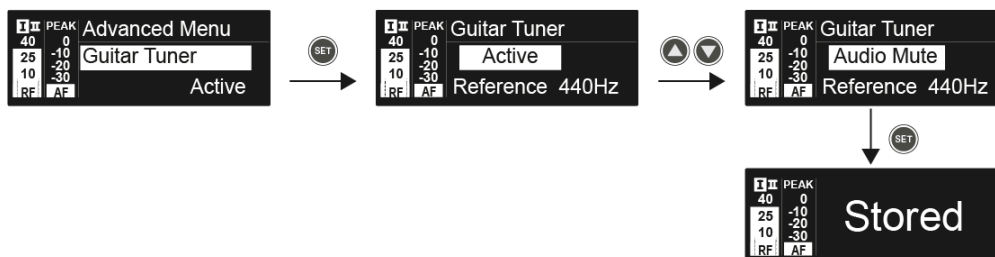 I II PEAK Advanced Menu
40 0
25 -10
-20
10 -30
RF AF
Guitar Tuner
Active
SET
I II PEAK Guitar Tuner
40 0
25 -10
-20
10 -30
RF AF
Active
Reference 440Hz
I II PEAK Guitar Tuner
40 0
25 -10
-20
10 -30
RF AF
Audio Mute
Reference 440Hz
SET
I II PEAK
40 0
25 -10
-20
10 -30
RF AF
Stored